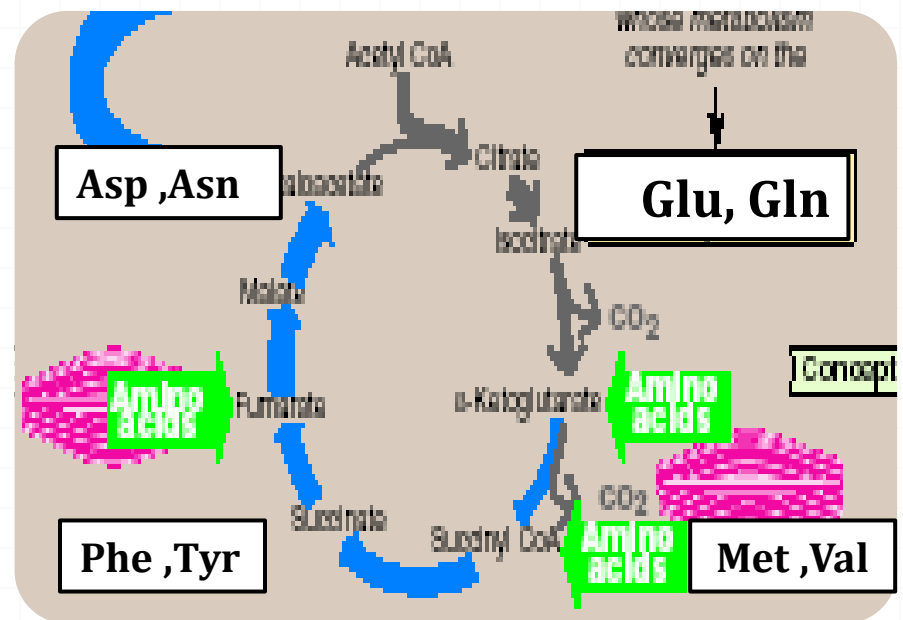 whose metabolism
converges on the
Acetyl CoA
Asp ,Asn
Citrate
Glu, Gln
Isocitrate
Malate
CO2
Concept
Amino
acids
Fumarate
α-Ketoglutarate
Amino
acids
CO2
Succinate
Succinyl CoA
Amino
acids
Phe ,Tyr
Met ,Val